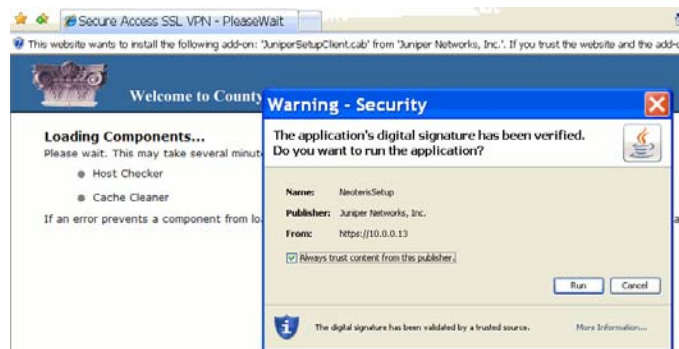 Secure Access SSL VPN - PleaseWait
This website wants to install the following add-on: 'JuniperSetupClient.cab' from 'Juniper Networks, Inc.'. If you trust the website and the add-
Welcome to County
Loading Components...
Please wait. This may take several minut
Host Checker
Cache Cleaner
If an error prevents a component from lo
Warning - Security
The application's digital signature has been verified.
Do you want to run the application?
Name: NeoterisSetup
Publisher: Juniper Networks, Inc.
From: https://10.0.0.13
Always trust content from this publisher.
Run Cancel
The digital signature has been validated by a trusted source. More Information...